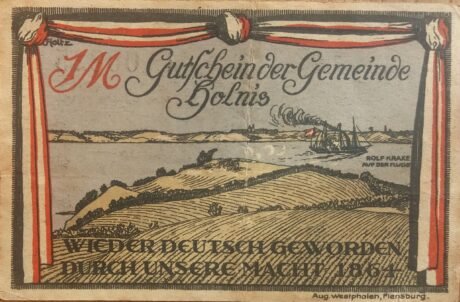 Holtz
1M Gutschein der Gemeinde
Holnis
ROLF KRAKE
AUF DER FLUCHT
WIEDER DEUTSCH GEWORDEN
DURCH UNSERE MACHT 1864
Aug. Westphalen, Flensburg.